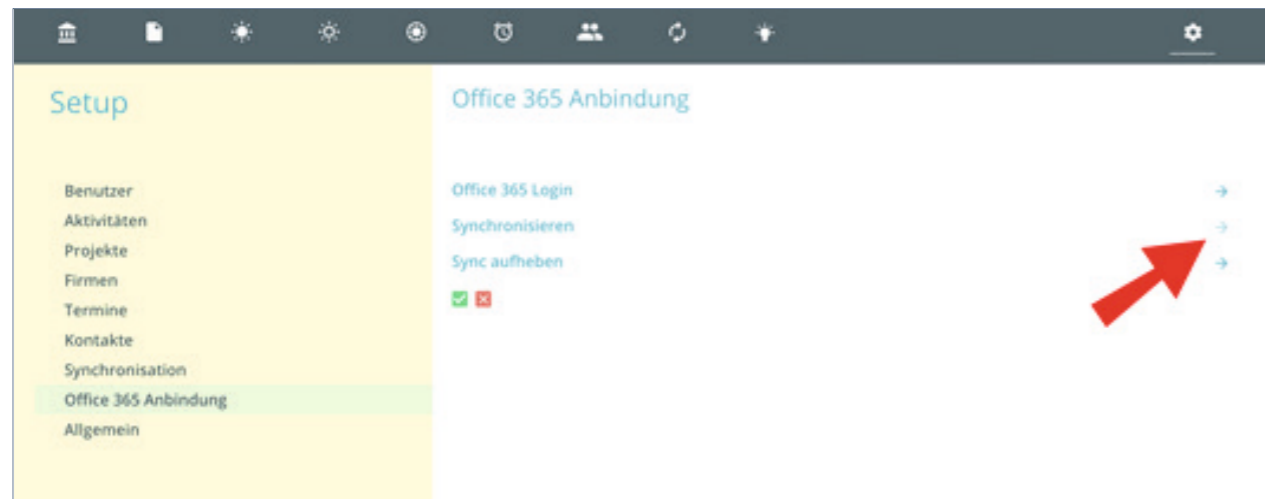 Setup
Benutzer
Aktivitäten
Projekte
Firmen
Termine
Kontakte
Synchronisation
Office 365 Anbindung
Allgemein
Office 365 Anbindung
Office 365 Login
Synchronisieren
Sync aufheben